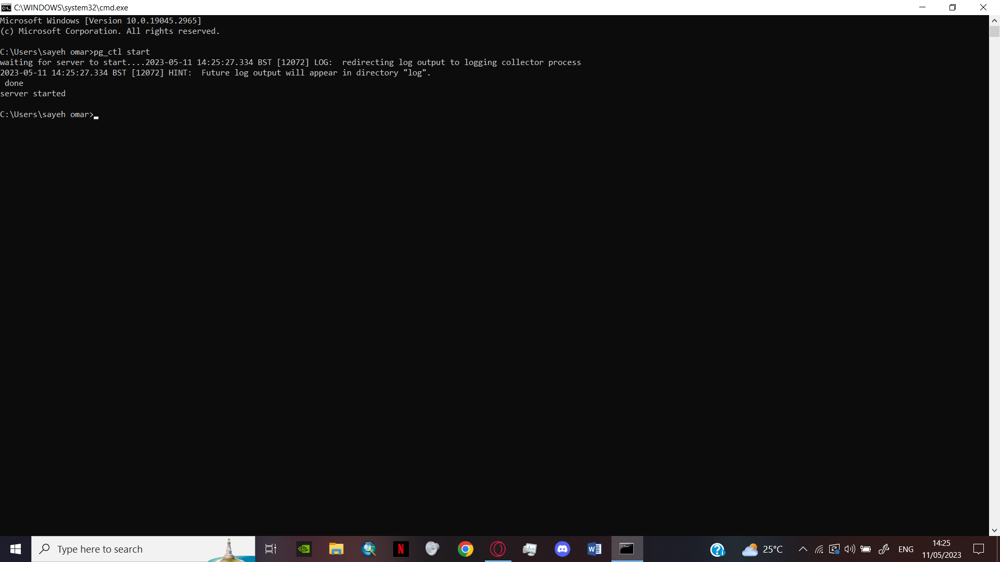 C:\WINDOWS\system32\cmd.exe
Microsoft Windows [Version 10.0.19045.2965]
(c) Microsoft Corporation. All rights reserved.
C:\Users\sayeh omar>pg_ctl start
waiting for server to start....2023-05-11 14:25:27.334 BST [12072] LOG:  redirecting log output to logging collector process
2023-05-11 14:25:27.334 BST [12072] HINT:  Future log output will appear in directory "log".
 done
server started
C:\Users\sayeh omar>
Type here to search
25°C
ENG
14:25
11/05/2023